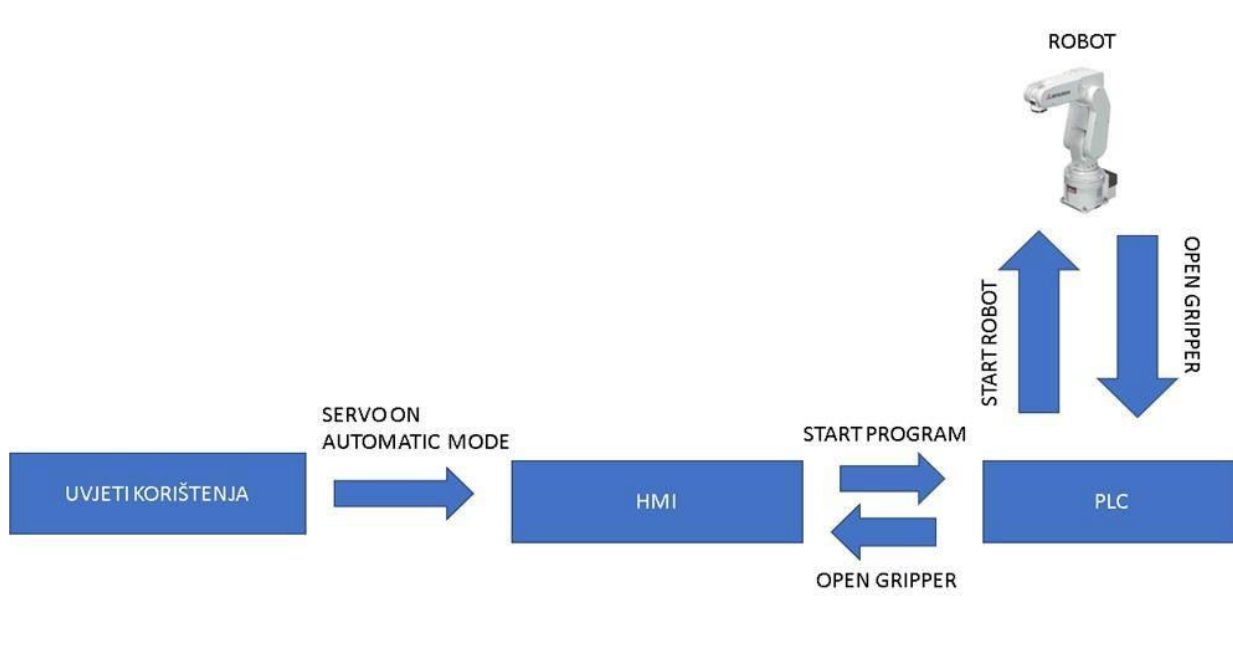 ROBOT
START ROBOT
OPEN GRIPPER
SERVO ON
AUTOMATIC MODE
START PROGRAM
UVJETI KORIŠTENJA
HMI
PLC
OPEN GRIPPER